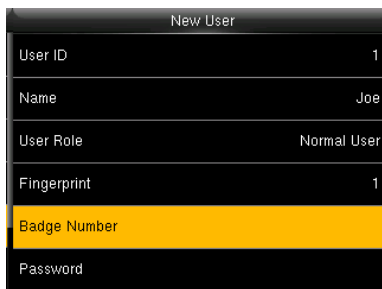 New User
User ID 1
Name Joe
User Role Normal User
Fingerprint 1
Badge Number
Password